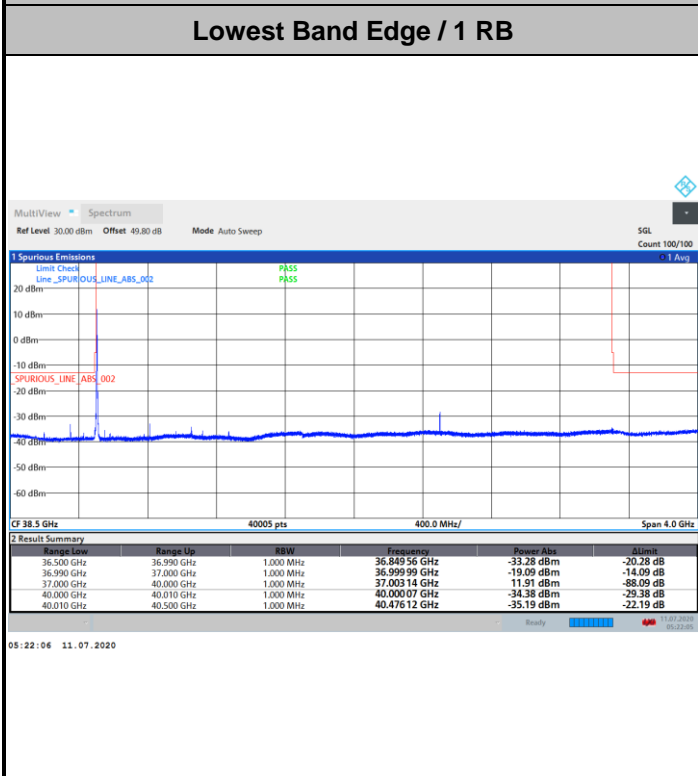 Lowest Band Edge / 1 RB
MultiView Spectrum
Ref Level 30.00 dBm Offset 49.80 dB Mode Auto Sweep SGL
Count 100/100
1 Spurious Emissions 1 Avg
Limit Check PASS
Line _SPURIOUS_LINE_ABS_002 PASS
20 dBm
10 dBm
0 dBm
-10 dBm
_SPURIOUS_LINE_ABS_002
-20 dBm
-30 dBm
-40 dBm
-50 dBm
-60 dBm
CF 38.5 GHz 40005 pts 400.0 MHz/ Span 4.0 GHz
2 Result Summary
Range Low Range Up RBW Frequency Power Abs ΔLimit
36.500 GHz 36.990 GHz 1.000 MHz 36.849 56 GHz -33.28 dBm -20.28 dB
36.990 GHz 37.000 GHz 1.000 MHz 36.999 99 GHz -19.09 dBm -14.09 dB
37.000 GHz 40.000 GHz 1.000 MHz 37.003 14 GHz 11.91 dBm -88.09 dB
40.000 GHz 40.010 GHz 1.000 MHz 40.000 07 GHz -34.38 dBm -29.38 dB
40.010 GHz 40.500 GHz 1.000 MHz 40.476 12 GHz -35.19 dBm -22.19 dB
Ready 11.07.2020
05:22:05
05:22:06 11.07.2020